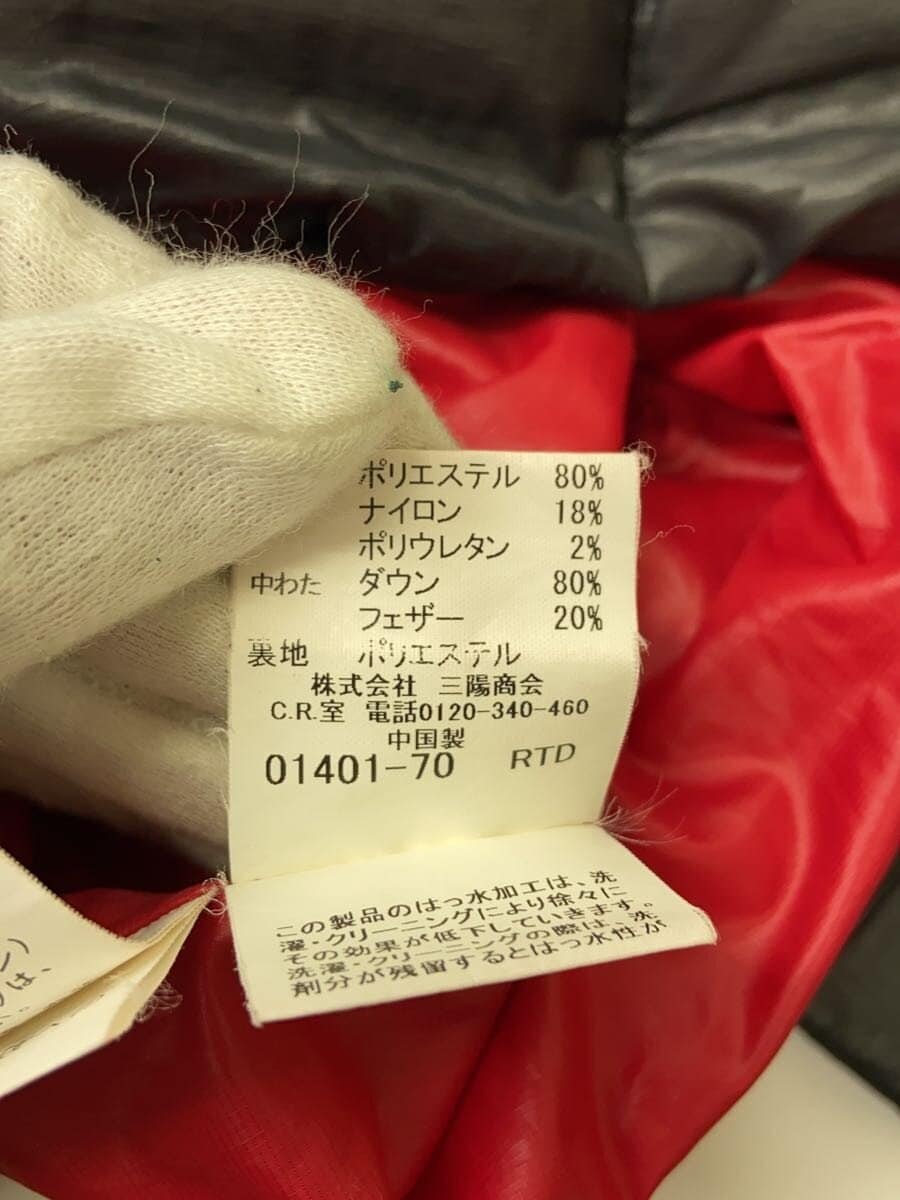 ポリエステル 80%
ナイロン 18%
ポリウレタン 2%
中わた ダウン 80%
フェザー 20%
裏地 ポリエステル
株式会社 三陽商会
C.R.室 電話0120-340-460
中国製
01401-70 RTD
この製品のはっ水加工は、洗
濯・クリーニングにより徐々に
その効果が低下していきます。
洗濯・クリーニングの際は、洗
剤分が残留するとはっ水性が
ン)
は、